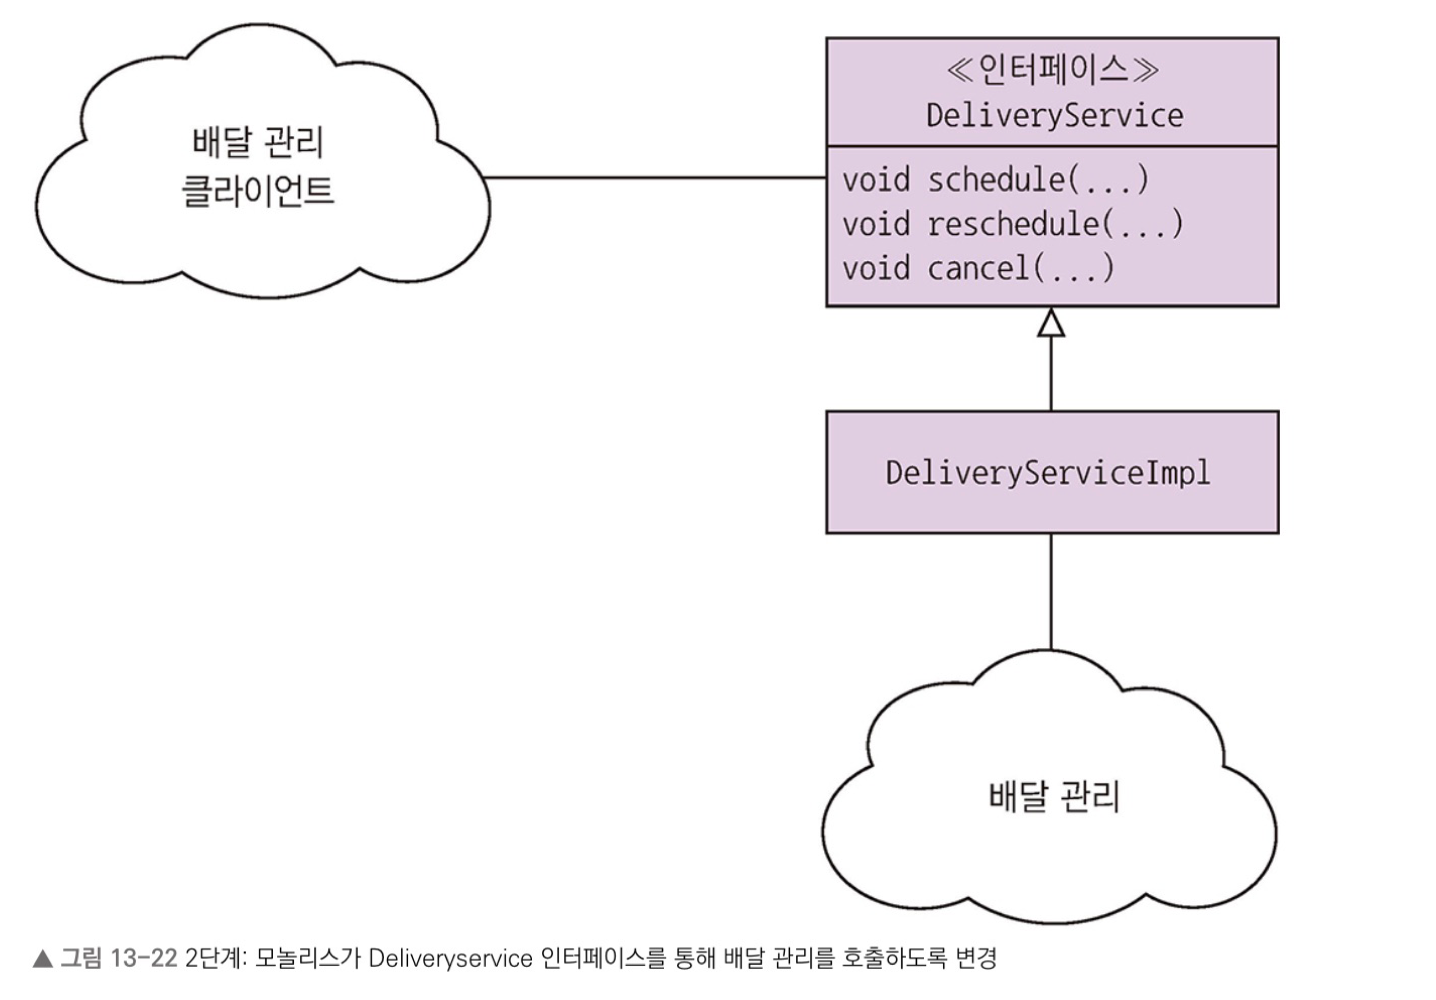 배달 관리
클라이언트
≪인터페이스≫
DeliveryService
void schedule(...)
void reschedule(...)
void cancel(...)
DeliveryServiceImpl
배달 관리
▲ 그림 13-22 2단계: 모놀리스가 Deliveryservice 인터페이스를 통해 배달 관리를 호출하도록 변경